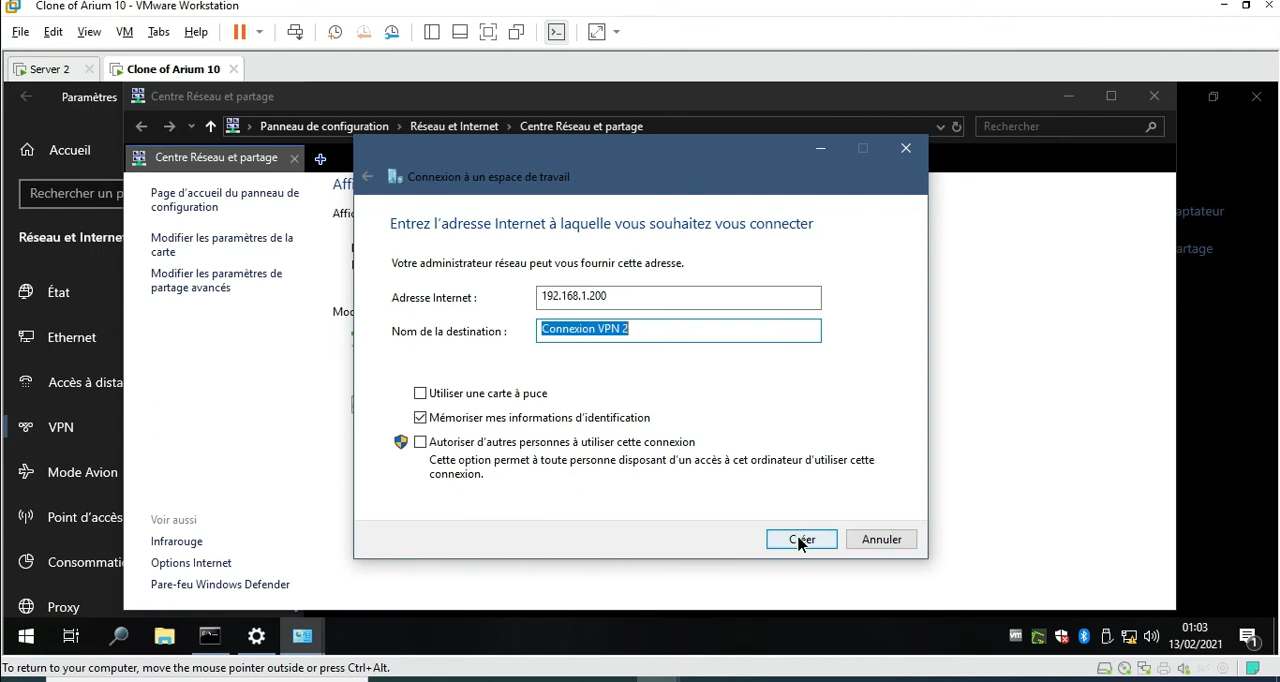 Clone of Arium 10 - VMware Workstation
File Edit View VM Tabs Help
Server 2 Clone of Arium 10
Paramètres Centre Réseau et partage
Panneau de configuration > Réseau et Internet > Centre Réseau et partage Rechercher
Accueil
Rechercher un p
Réseau et Interne
État
Ethernet
Accès à dista
VPN
Mode Avion
Point d'accès
Consommati
Proxy
Centre Réseau et partage
Page d'accueil du panneau de
configuration
Modifier les paramètres de la
carte
Modifier les paramètres de
partage avancés
Voir aussi
Infrarouge
Options Internet
Pare-feu Windows Defender
Affi
Affic
Mod
Connexion à un espace de travail
Entrez l'adresse Internet à laquelle vous souhaitez vous connecter
Votre administrateur réseau peut vous fournir cette adresse.
Adresse Internet : 192.168.1.200
Nom de la destination : Connexion VPN 2
Utiliser une carte à puce
Mémoriser mes informations d'identification
Autoriser d'autres personnes à utiliser cette connexion
Cette option permet à toute personne disposant d'un accès à cet ordinateur d'utiliser cette
connexion.
Créer Annuler
aptateur
artage
01:03
13/02/2021
1
To return to your computer, move the mouse pointer outside or press Ctrl+Alt.